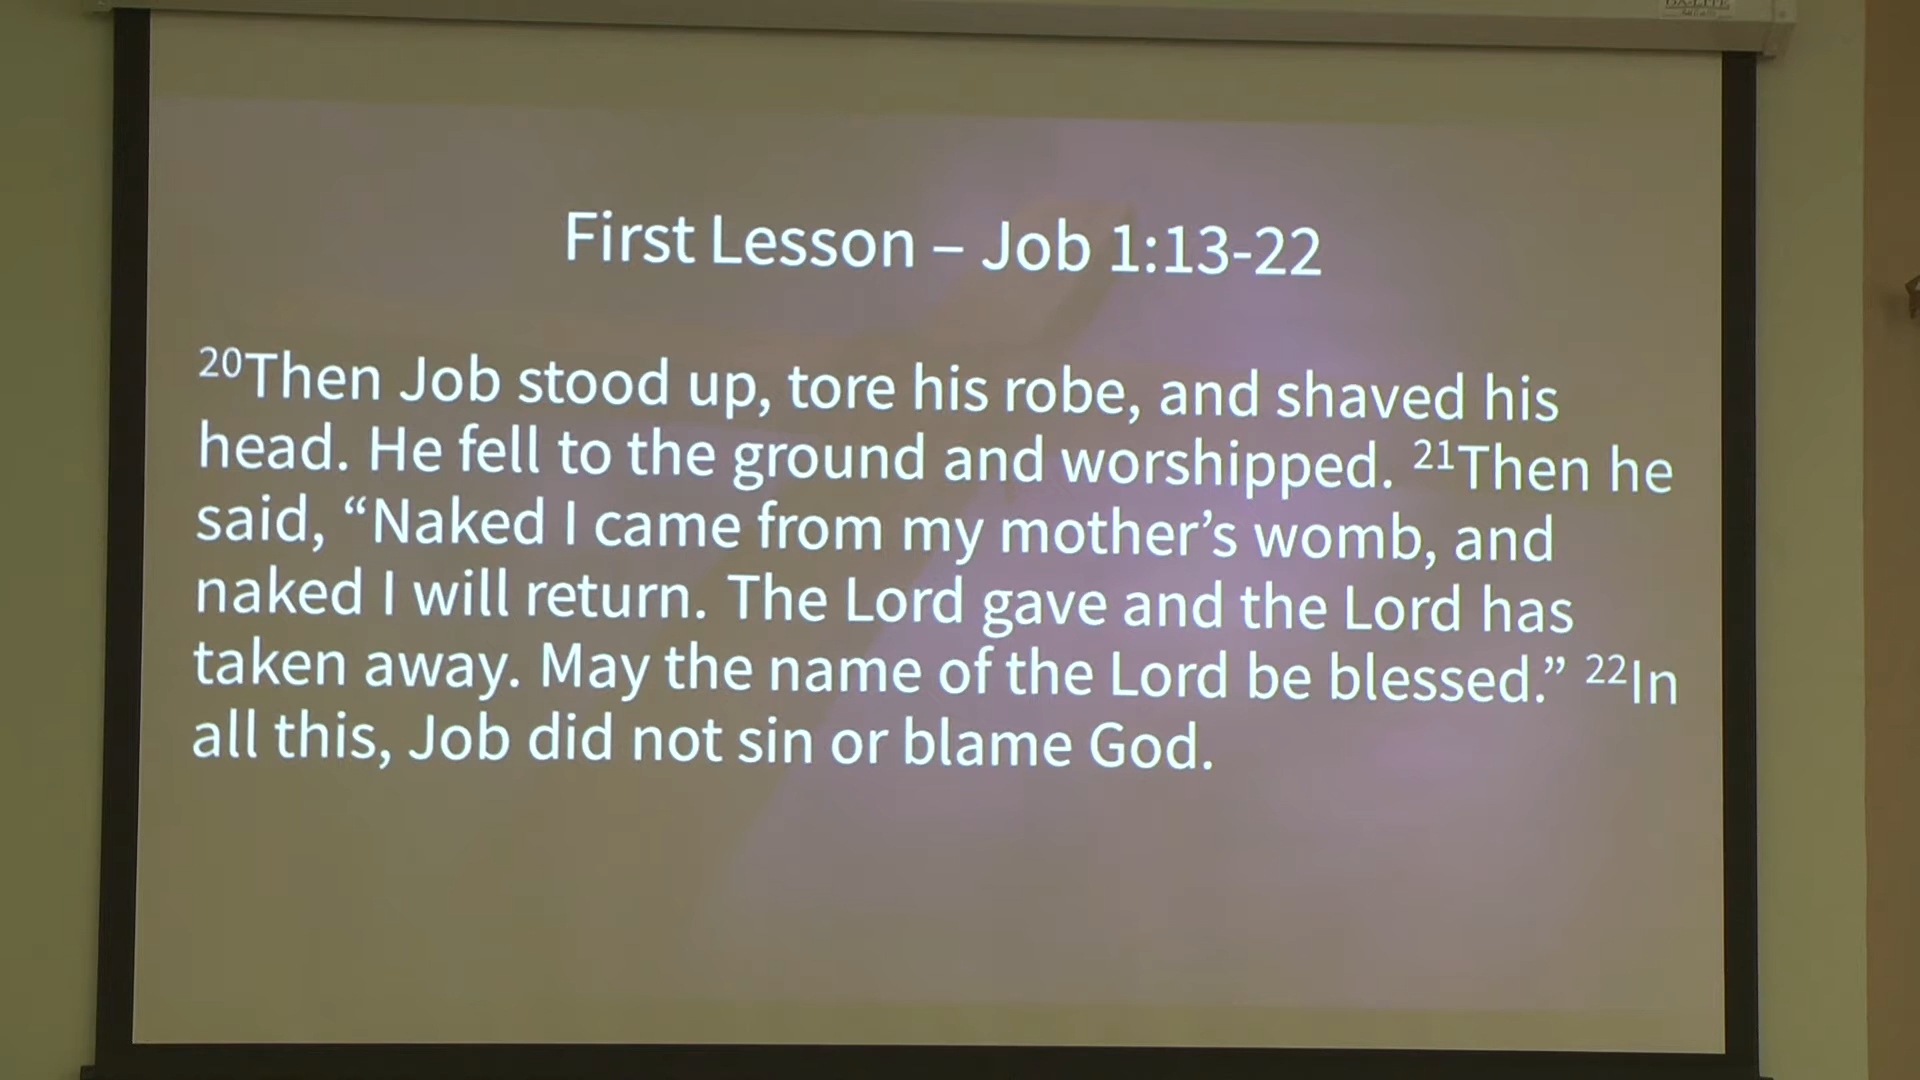 First Lesson – Job 1:13-22
20Then Job stood up, tore his robe, and shaved his
head. He fell to the ground and worshipped. 21Then he
said, “Naked I came from my mother’s womb, and
naked I will return. The Lord gave and the Lord has
taken away. May the name of the Lord be blessed.” 22In
all this, Job did not sin or blame God.